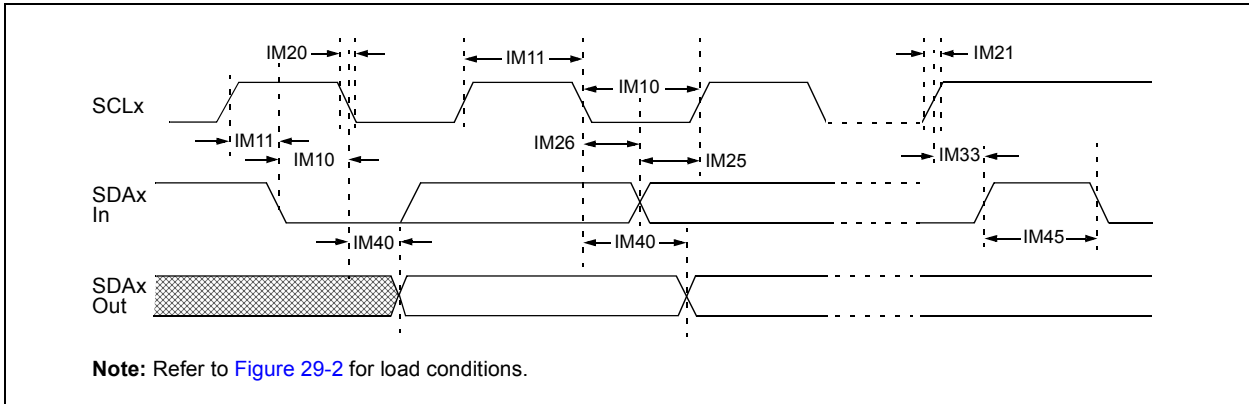 IM20
IM11
IM21
SCLx
IM10
IM11
IM26
IM10
IM25
IM33
SDAx
In
IM40
IM40
IM45
SDAx
Out
Note: Refer to Figure 29-2 for load conditions.